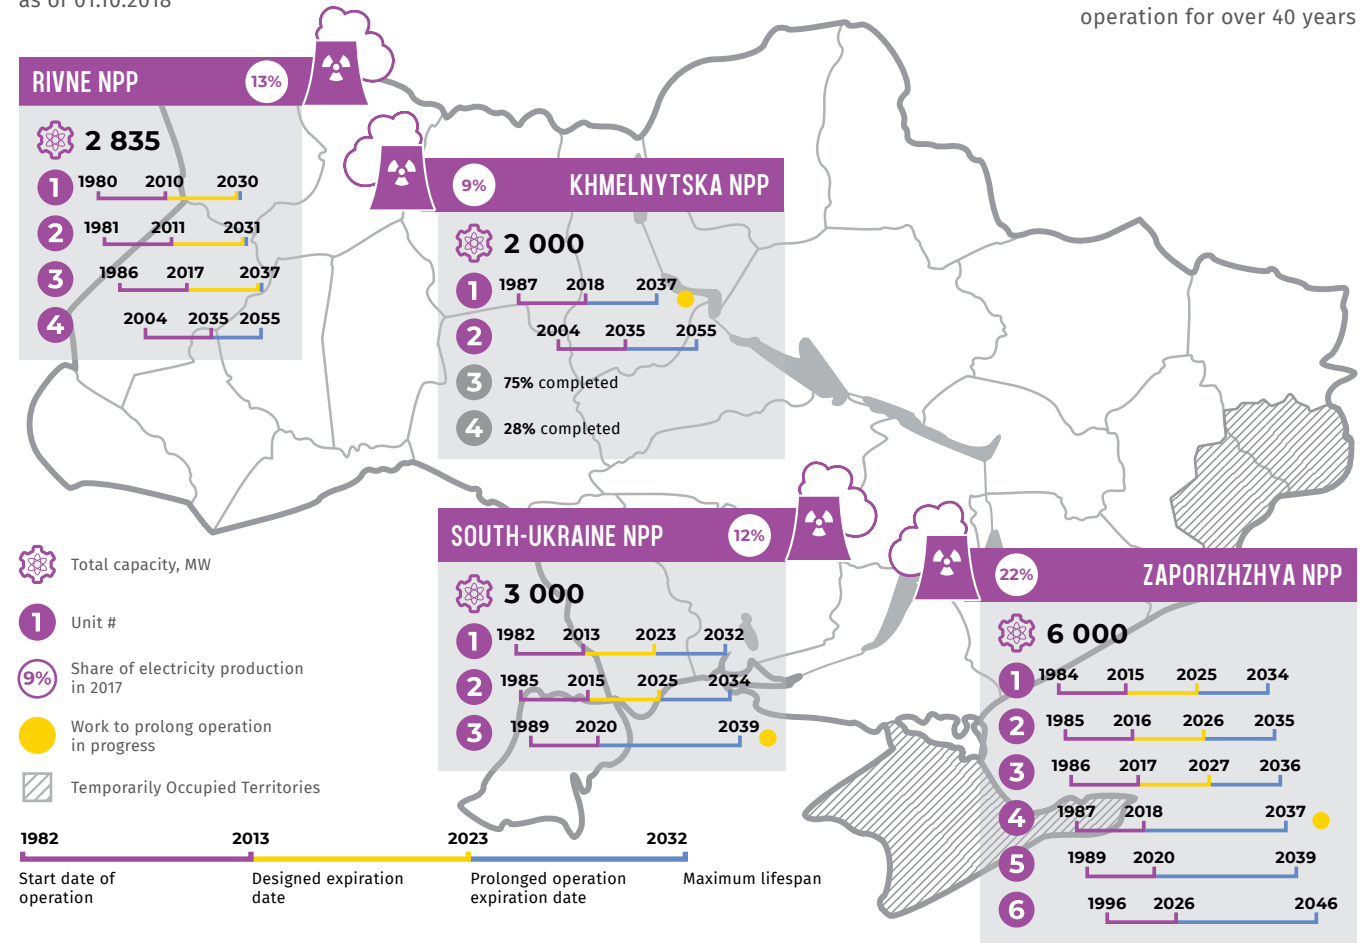 as of 01.10.2018
operation for over 40 years
RIVNE NPP 13%
2 835
1 1980 2010 2030
2 1981 2011 2031
3 1986 2017 2037
4 2004 2035 2055
9% KHMELNYTSKA NPP
2 000
1 1987 2018 2037
2 2004 2035 2055
3 75% completed
4 28% completed
SOUTH-UKRAINE NPP 12%
3 000
1 1982 2013 2023 2032
2 1985 2015 2025 2034
3 1989 2020 2039
22% ZAPORIZHZHYA NPP
6 000
1 1984 2015 2025 2034
2 1985 2016 2026 2035
3 1986 2017 2027 2036
4 1987 2018 2037
5 1989 2020 2039
6 1996 2026 2046
Total capacity, MW
1 Unit #
9% Share of electricity production
in 2017
Work to prolong operation
in progress
Temporarily Occupied Territories
1982 2013 2023 2032
Start date of
operation
Designed expiration
date
Prolonged operation
expiration date
Maximum lifespan